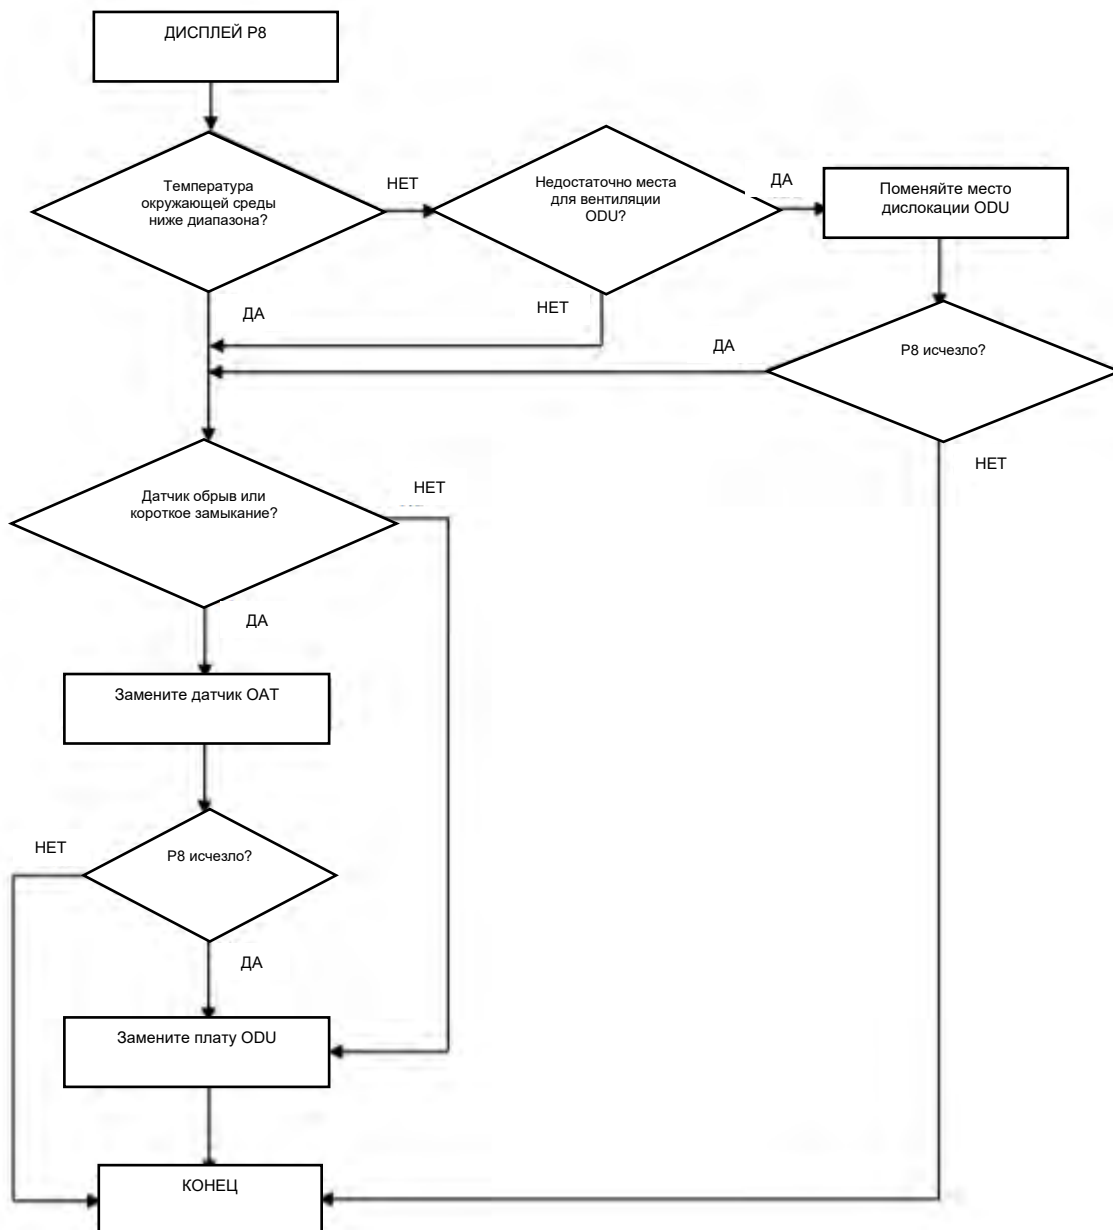 ДИСПЛЕЙ P8
Температура
окружающей среды
ниже диапазона?
НЕТ
Недостаточно места
для вентиляции
ODU?
ДА
Поменяйте место
дислокации ODU
ДА
НЕТ
ДА
P8 исчезло?
НЕТ
Датчик обрыв или
короткое замыкание?
НЕТ
ДА
Замените датчик OAT
НЕТ
P8 исчезло?
ДА
Замените плату ODU
КОНЕЦ